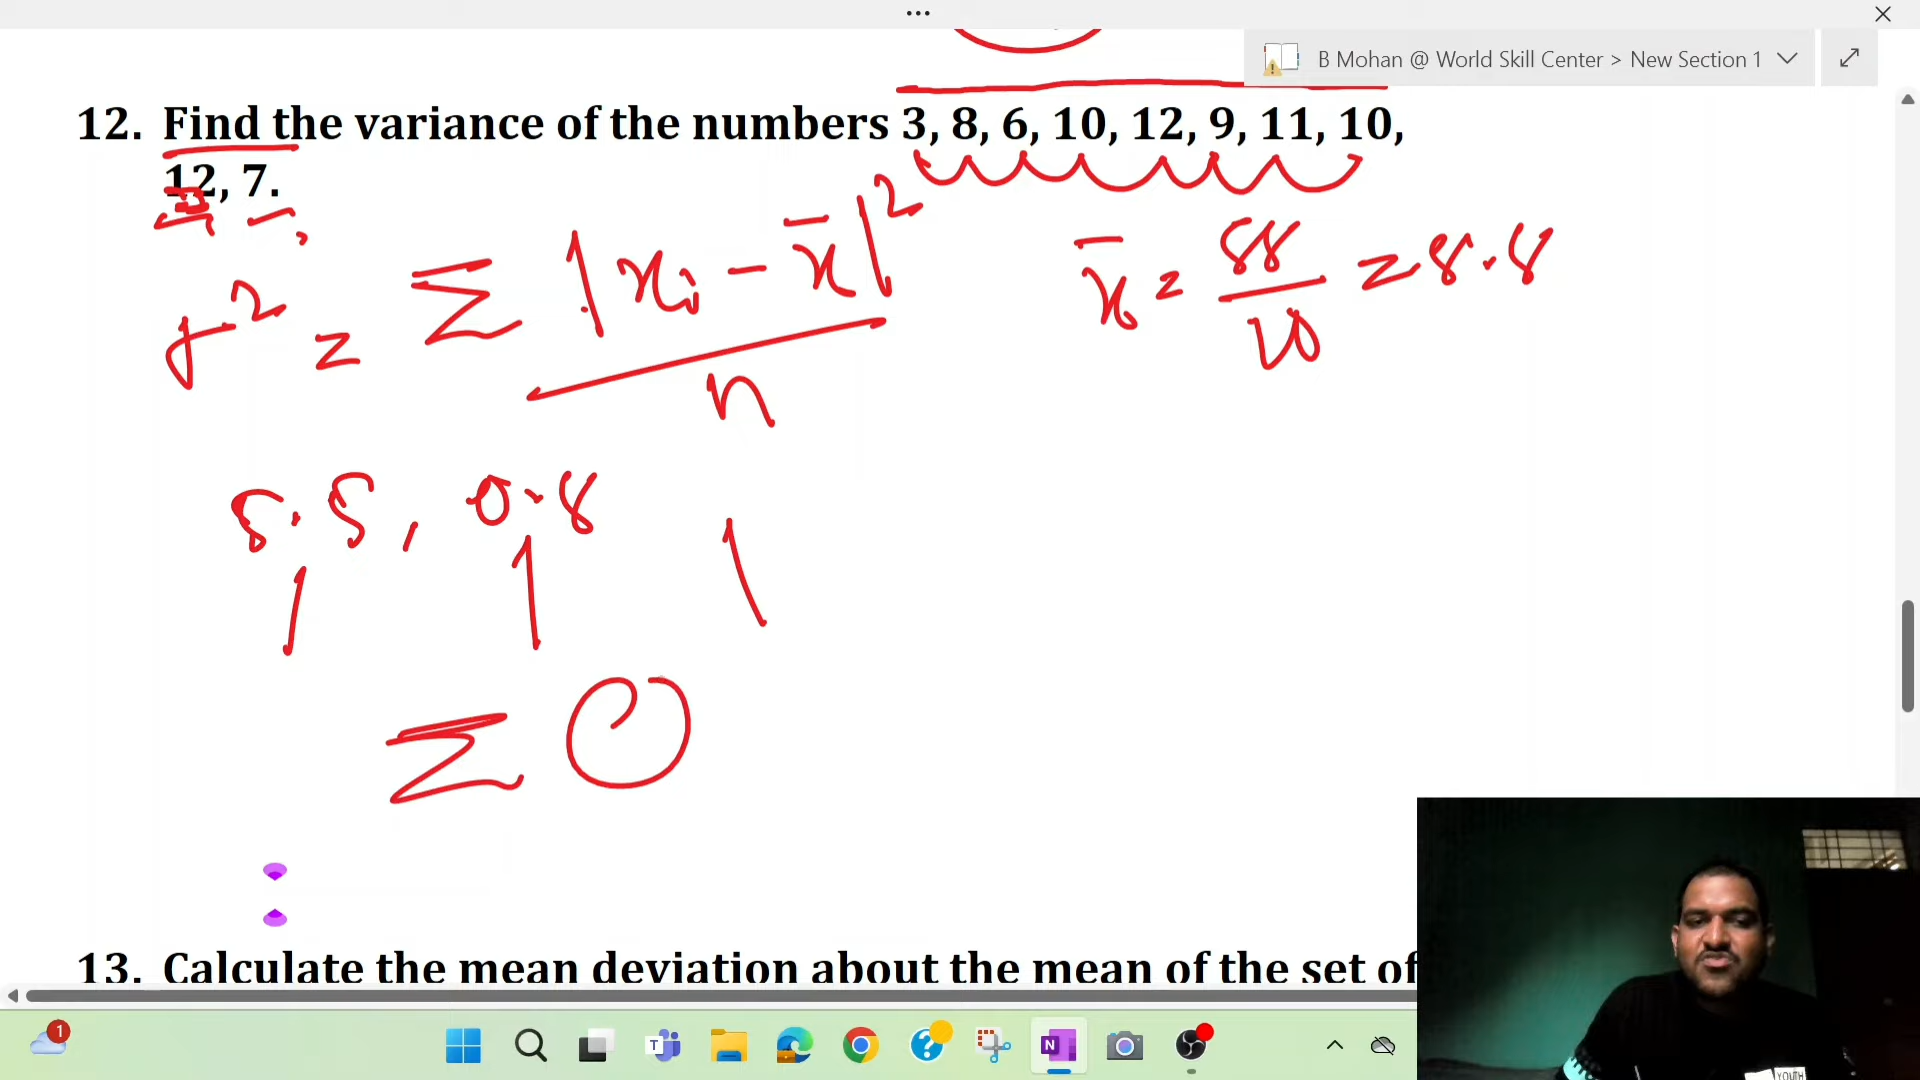 B Mohan @ World Skill Center > New Section 1
12. Find the variance of the numbers 3, 8, 6, 10, 12, 9, 11, 10,
12, 7.
σ² = Σ|xᵢ - x̄|² / n
x̄ = 88/10 = 8.8
5.8, 0.8
Σ
13. Calculate the mean deviation about the mean of the set of
1
YOUTH